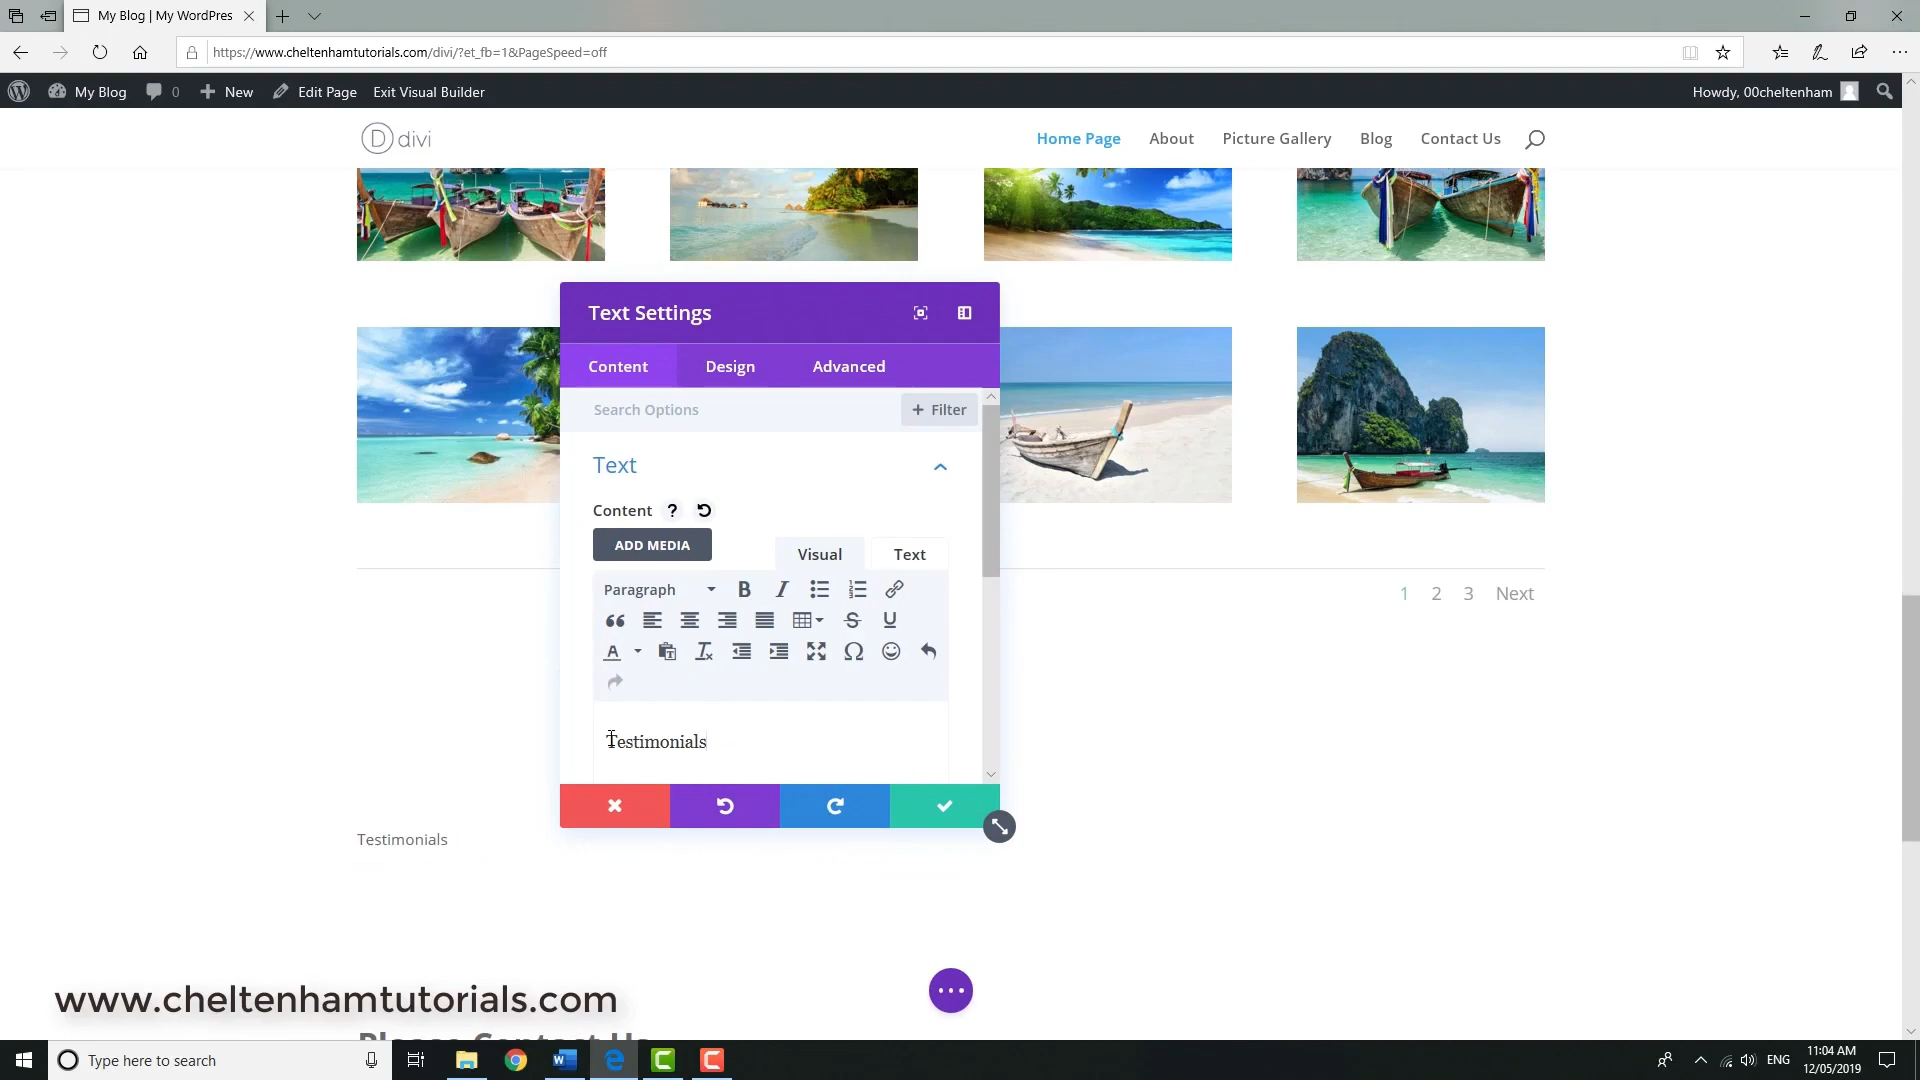 My Blog | My WordPres
https://www.cheltenhamtutorials.com/divi/?et_fb=1&PageSpeed=off
My Blog 0 New Edit Page Exit Visual Builder Howdy, 00cheltenham
D divi Home Page About Picture Gallery Blog Contact Us
Text Settings
Content Design Advanced
Search Options + Filter
Text
Content ?
ADD MEDIA Visual Text
Paragraph B I
U
A
Testimonials
1 2 3 Next
Testimonials
www.cheltenhamtutorials.com
Please Contact Us
Type here to search ENG 11:04 AM
12/05/2019